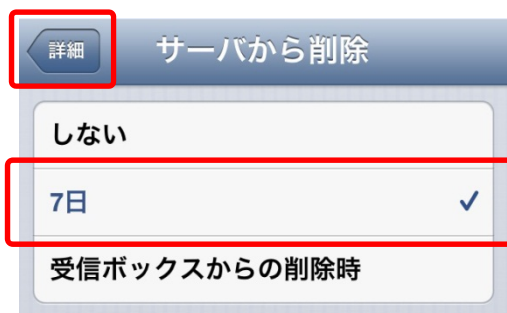 詳細
サーバから削除
しない
7日
受信ボックスからの削除時